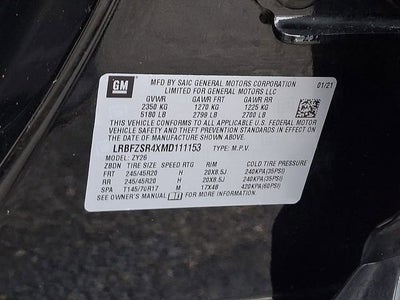 GM
MFD BY SAIC GENERAL MOTORS CORPORATION 01/21
LIMITED FOR GENERAL MOTORS LLC
GVWR GAWR FRT GAWR RR
2350 KG 1270 KG 1225 KG
5180 LB 2799 LB 2700 LB
THIS VEHICLE CONFORMS TO ALL APPLICABLE U.S. FEDERAL MOTOR
VEHICLE SAFETY AND THEFT PREVENTION STANDARDS IN EFFECT ON THE
DATE OF MANUFACTURE SHOWN ABOVE.
LRBFZSR4XMD111153 TYPE: M.P.V.
MODEL: ZY26
ZBDN TIRE SIZE SPEED RTG R/M COLD TIRE PRESSURE
FRT 245/45R20 H 20X8.5J 240KPA(35PSI)
RR 245/45R20 H 20X8.5J 240KPA(35PSI)
SPA T145/70R17 M 17X4B 420KPA(60PSI)
SEE OWNER'S MANUAL FOR MORE INFORMATION